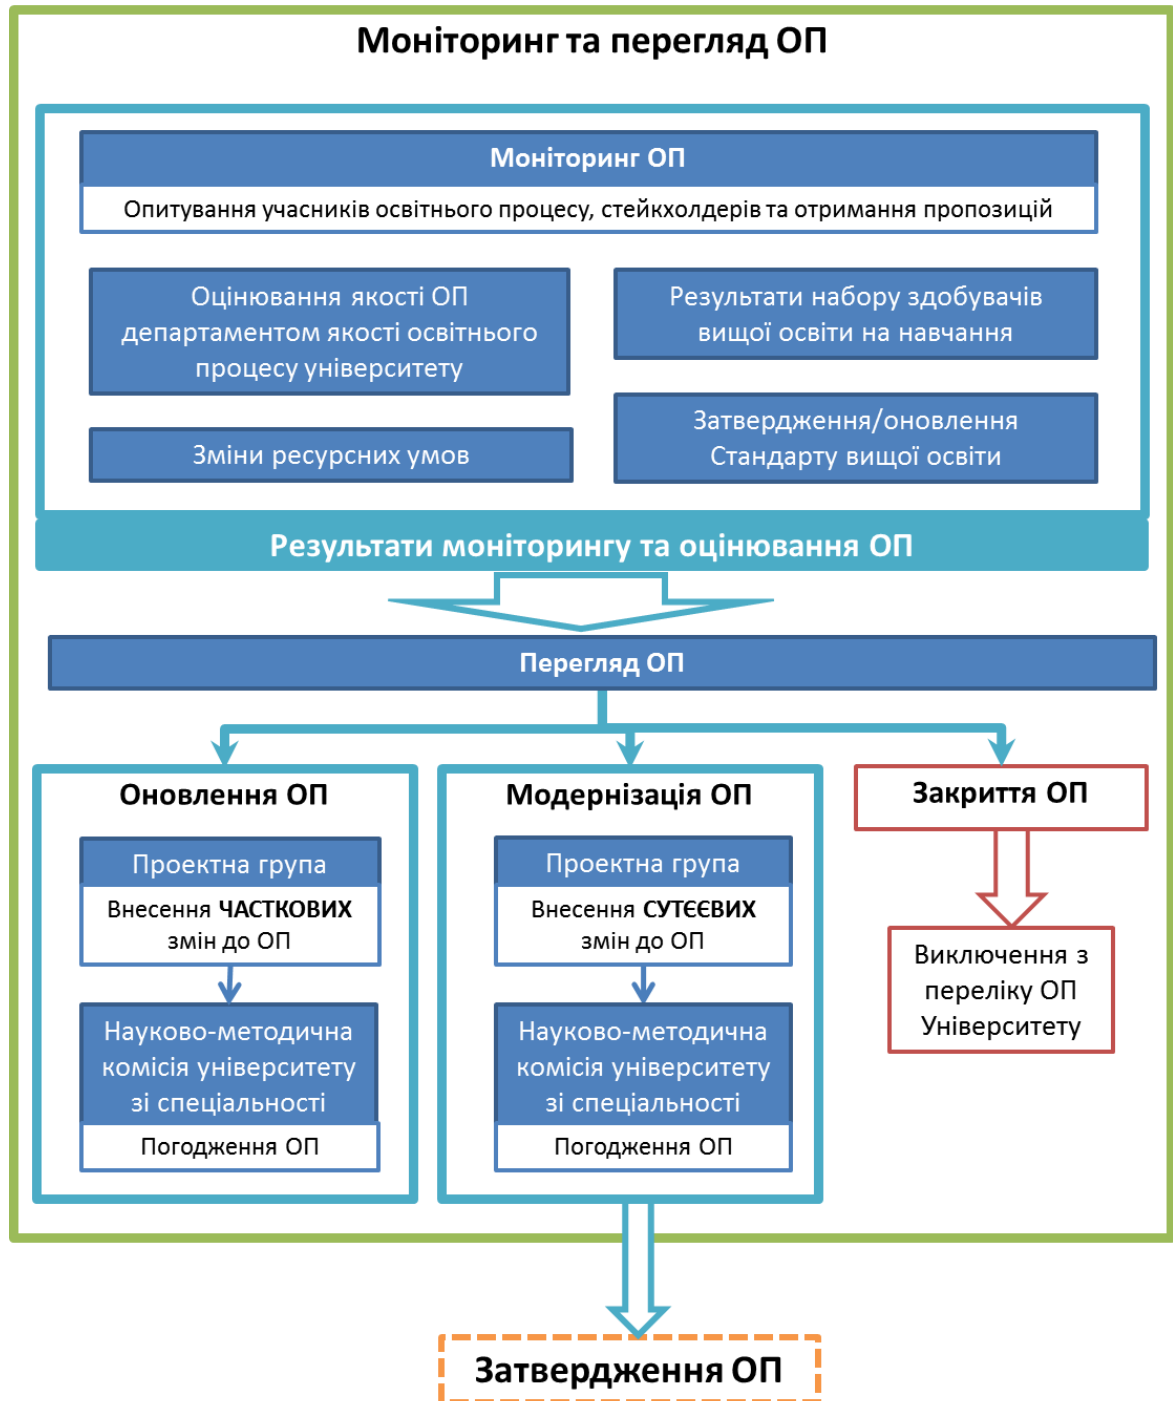 Моніторинг та перегляд ОП
Моніторинг ОП
Опитування учасників освітнього процесу, стейкхолдерів та отримання пропозицій
Оцінювання якості ОП
департаментом якості освітнього
процесу університету
Результати набору здобувачів
вищої освіти на навчання
Зміни ресурсних умов
Затвердження/оновлення
Стандарту вищої освіти
Результати моніторингу та оцінювання ОП
Перегляд ОП
Оновлення ОП
Проектна група
Внесення ЧАСТКОВИХ
змін до ОП
Науково-методична
комісія університету
зі спеціальності
Погодження ОП
Модернізація ОП
Проектна група
Внесення СУТЄЄВИХ
змін до ОП
Науково-методична
комісія університету
зі спеціальності
Погодження ОП
Закриття ОП
Виключення з
переліку ОП
Університету
Затвердження ОП